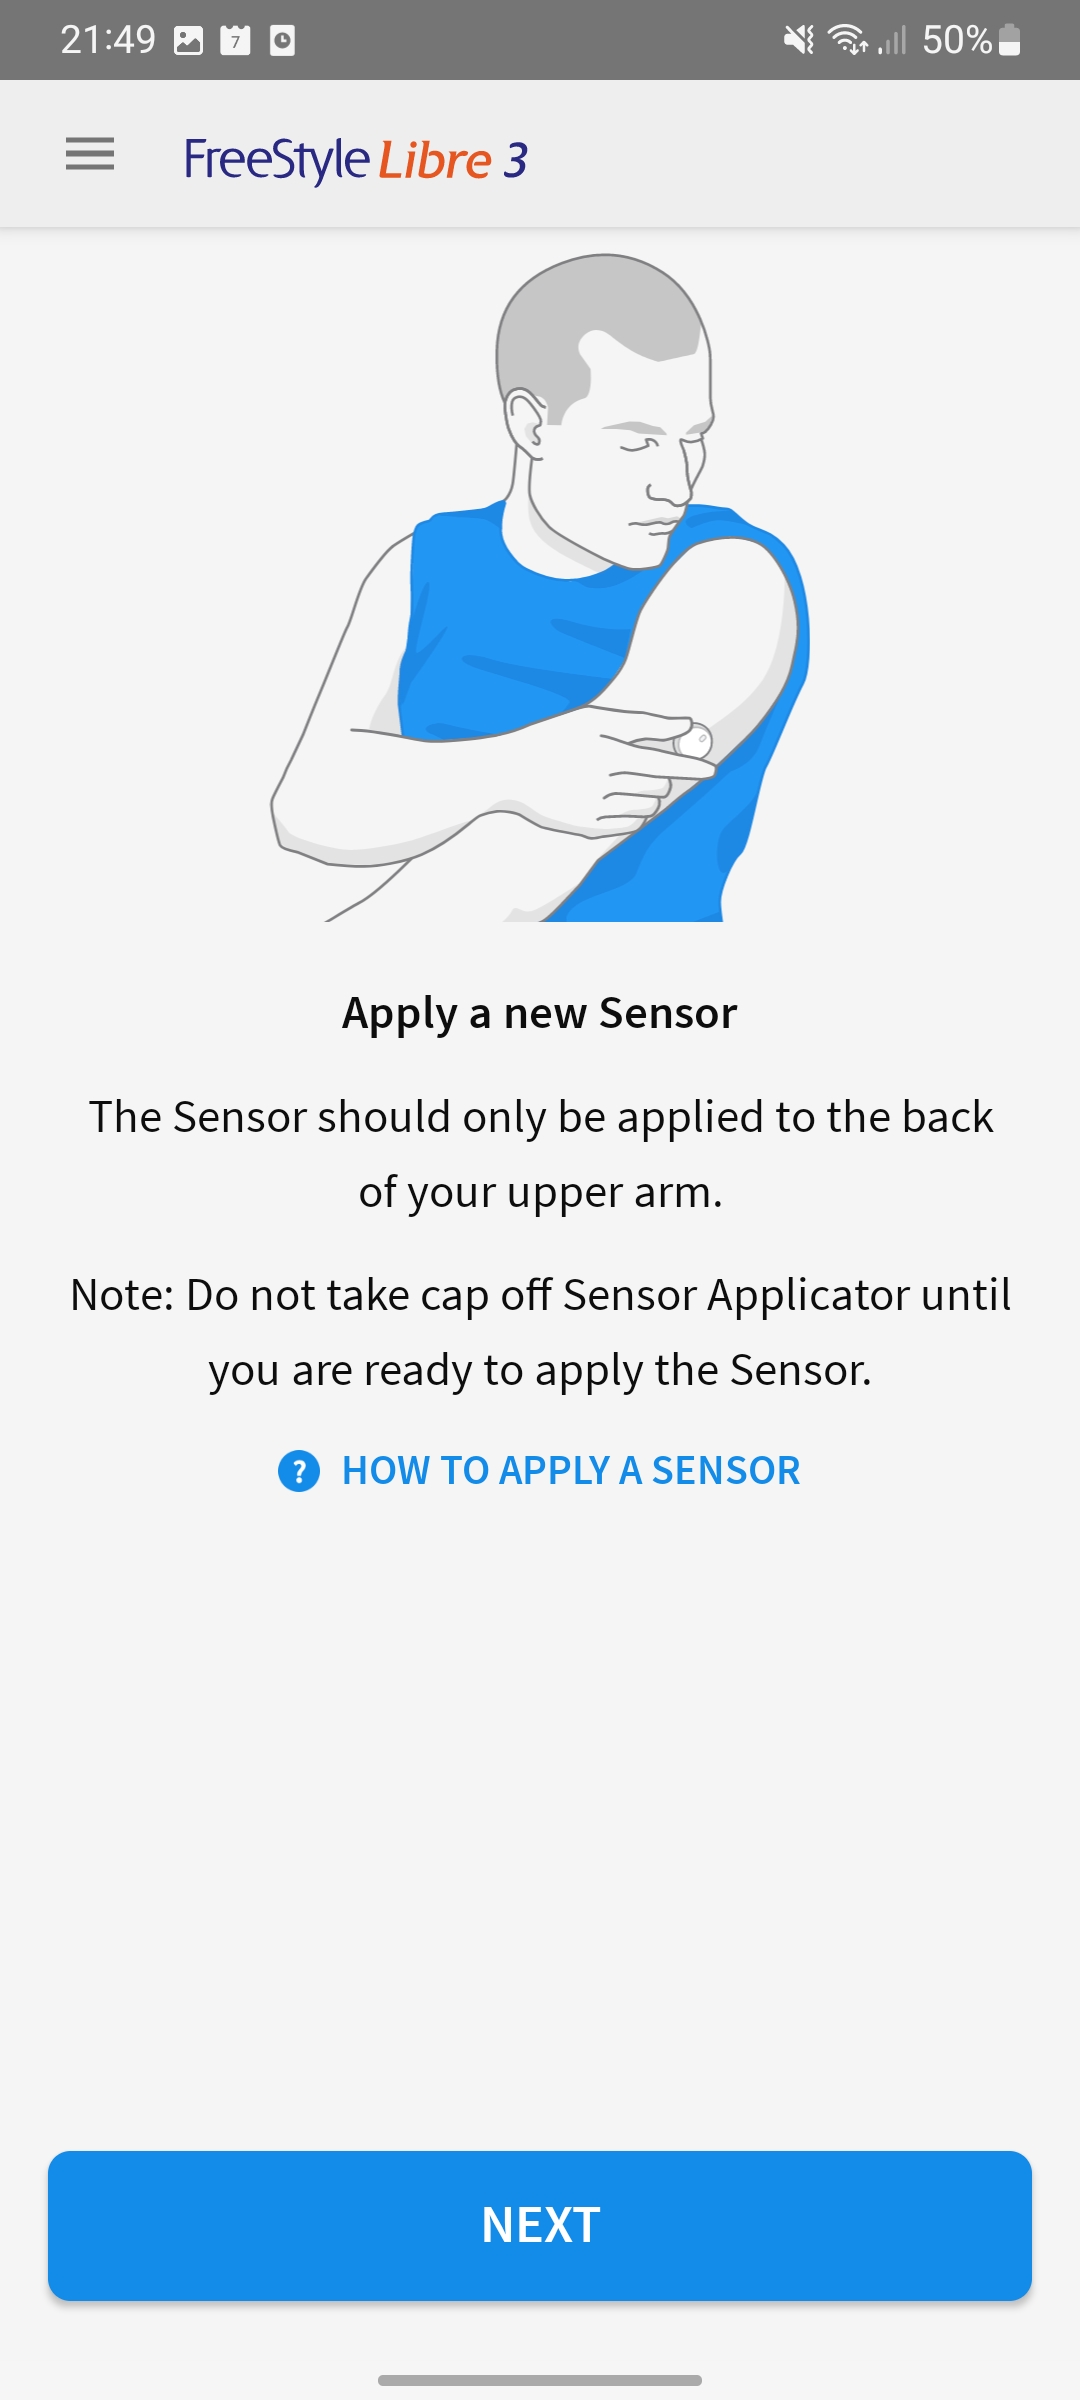 21:49 7 50%
FreeStyle Libre 3
Apply a new Sensor
The Sensor should only be applied to the back
of your upper arm.
Note: Do not take cap off Sensor Applicator until
you are ready to apply the Sensor.
? HOW TO APPLY A SENSOR
NEXT